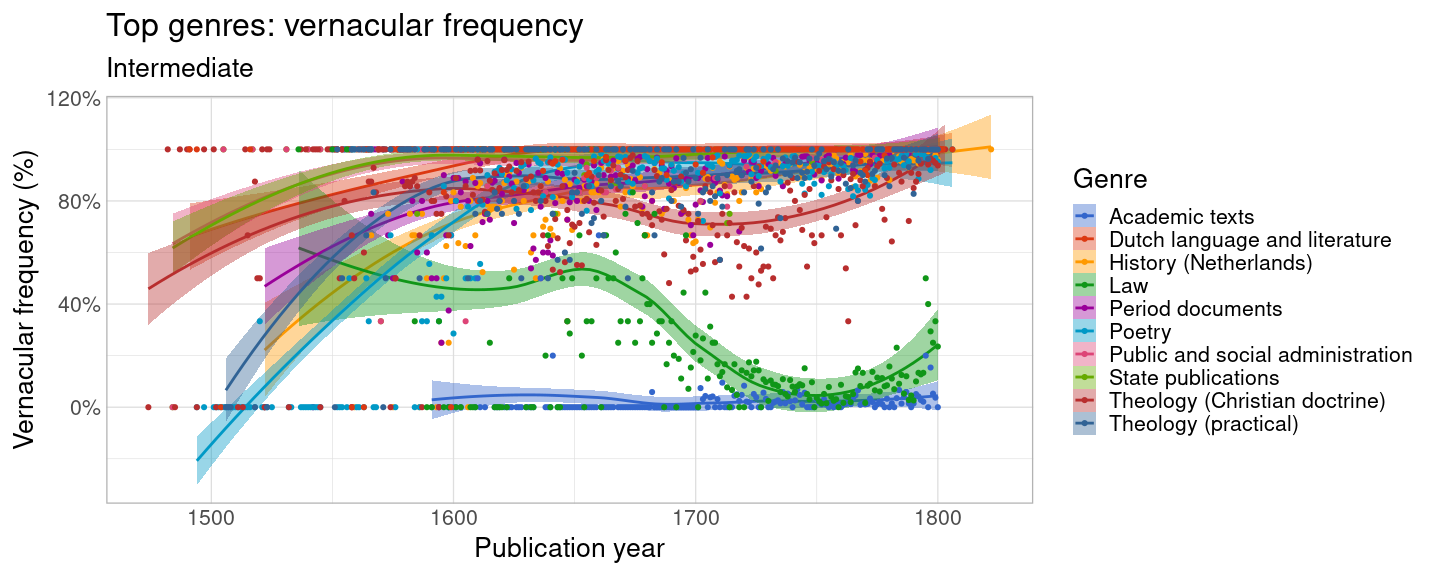 Top genres: vernacular frequency
Intermediate
120%
80%
40%
0%
Vernacular frequency (%)
1500
1600
1700
1800
Publication year
Genre
Academic texts
Dutch language and literature
History (Netherlands)
Law
Period documents
Poetry
Public and social administration
State publications
Theology (Christian doctrine)
Theology (practical)